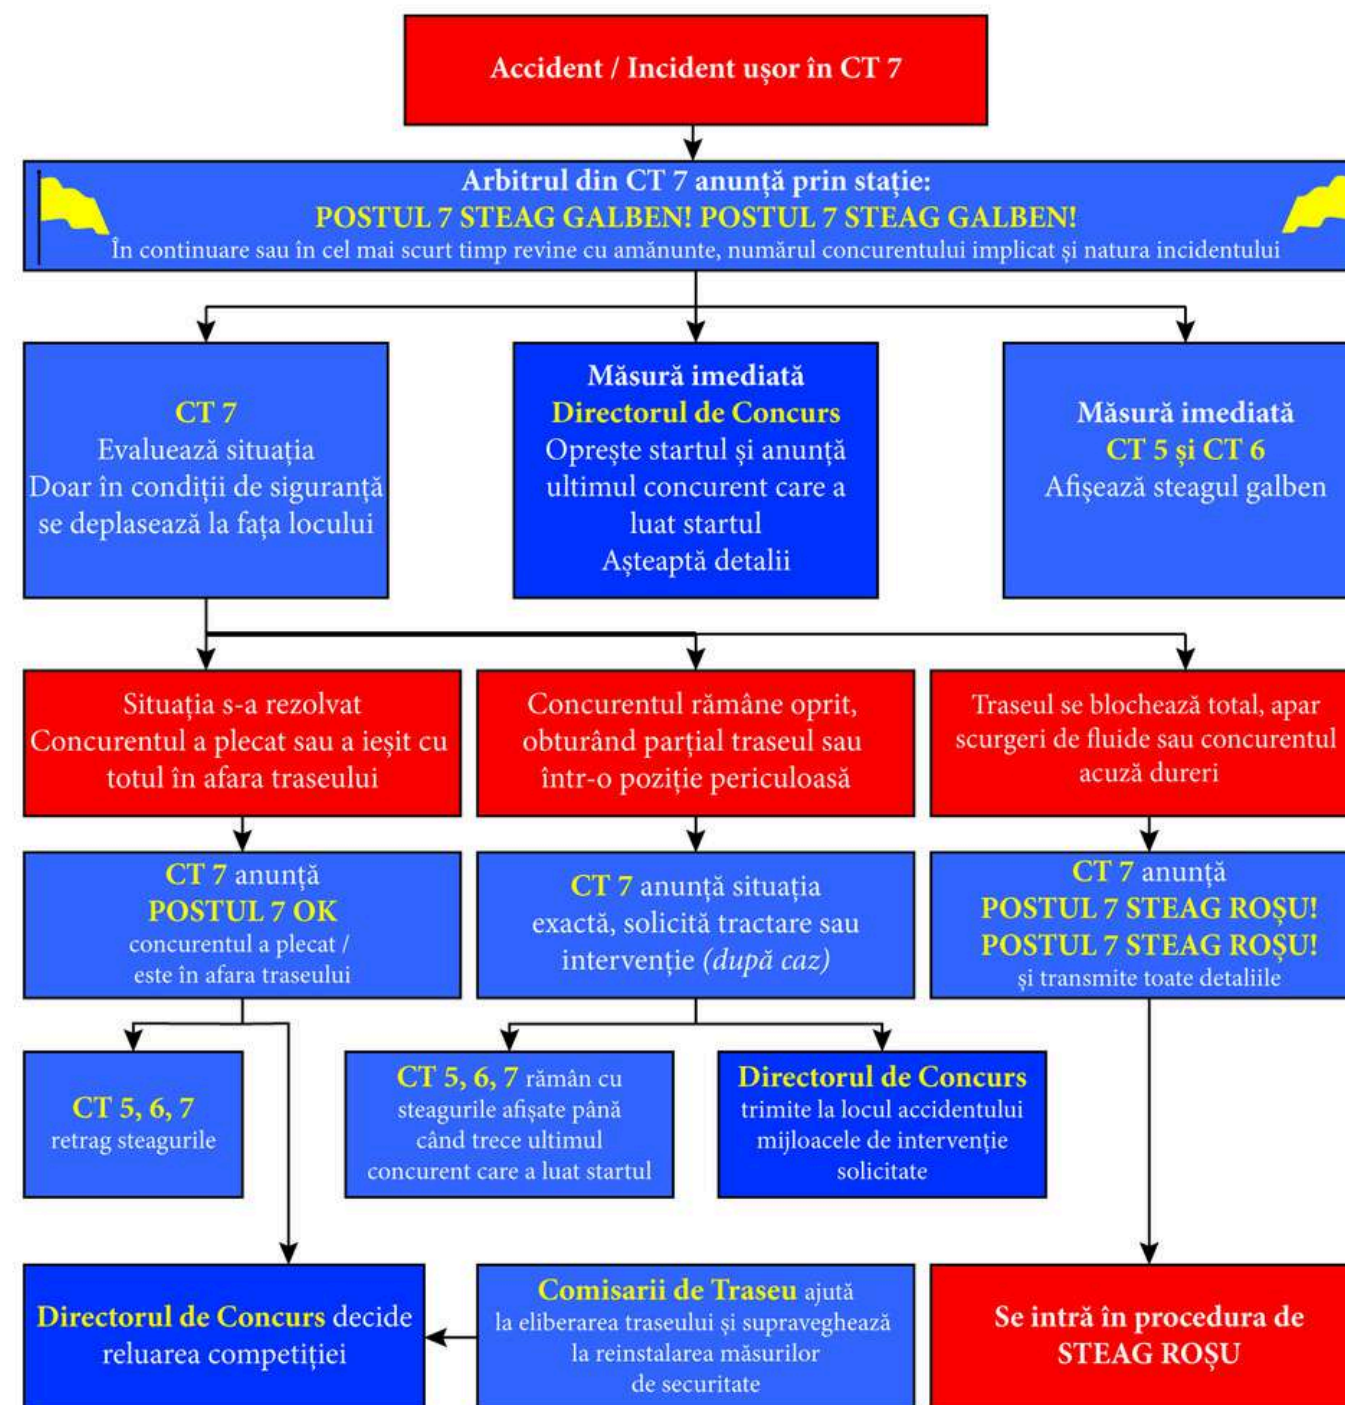 Accident / Incident ușor în CT 7
Arbitrul din CT 7 anunță prin stație:
POSTUL 7 STEAG GALBEN! POSTUL 7 STEAG GALBEN!
În continuare sau în cel mai scurt timp revine cu amănunte, numărul concurentului implicat și natura incidentului
CT 7
Evaluează situația
Doar în condiții de siguranță
se deplasează la fața locului
Măsură imediată
Directorul de Concurs
Oprește startul și anunță
ultimul concurent care a
luat startul
Așteaptă detalii
Măsură imediată
CT 5 și CT 6
Afișează steagul galben
Situația s-a rezolvat
Concurentul a plecat sau a ieșit cu
totul în afara traseului
Concurentul rămâne oprit,
obturând parțial traseul sau
într-o poziție periculoasă
Traseul se blochează total, apar
scurgeri de fluide sau concurentul
acuză dureri
CT 7 anunță
POSTUL 7 OK
concurentul a plecat /
este în afara traseului
CT 7 anunță situația
exactă, solicită tractare sau
intervenție (după caz)
CT 7 anunță
POSTUL 7 STEAG ROȘU!
POSTUL 7 STEAG ROȘU!
și transmite toate detaliile
CT 5, 6, 7
retrag steagurile
CT 5, 6, 7 rămân cu
steagurile afișate până
când trece ultimul
concurent care a luat startul
Directorul de Concurs
trimite la locul accidentului
mijloacele de intervenție
solicitate
Directorul de Concurs decide
reluarea competiției
Comisarii de Traseu ajută
la eliberarea traseului și supraveghează
la reinstalarea măsurilor
de securitate
Se intră în procedura de
STEAG ROȘU